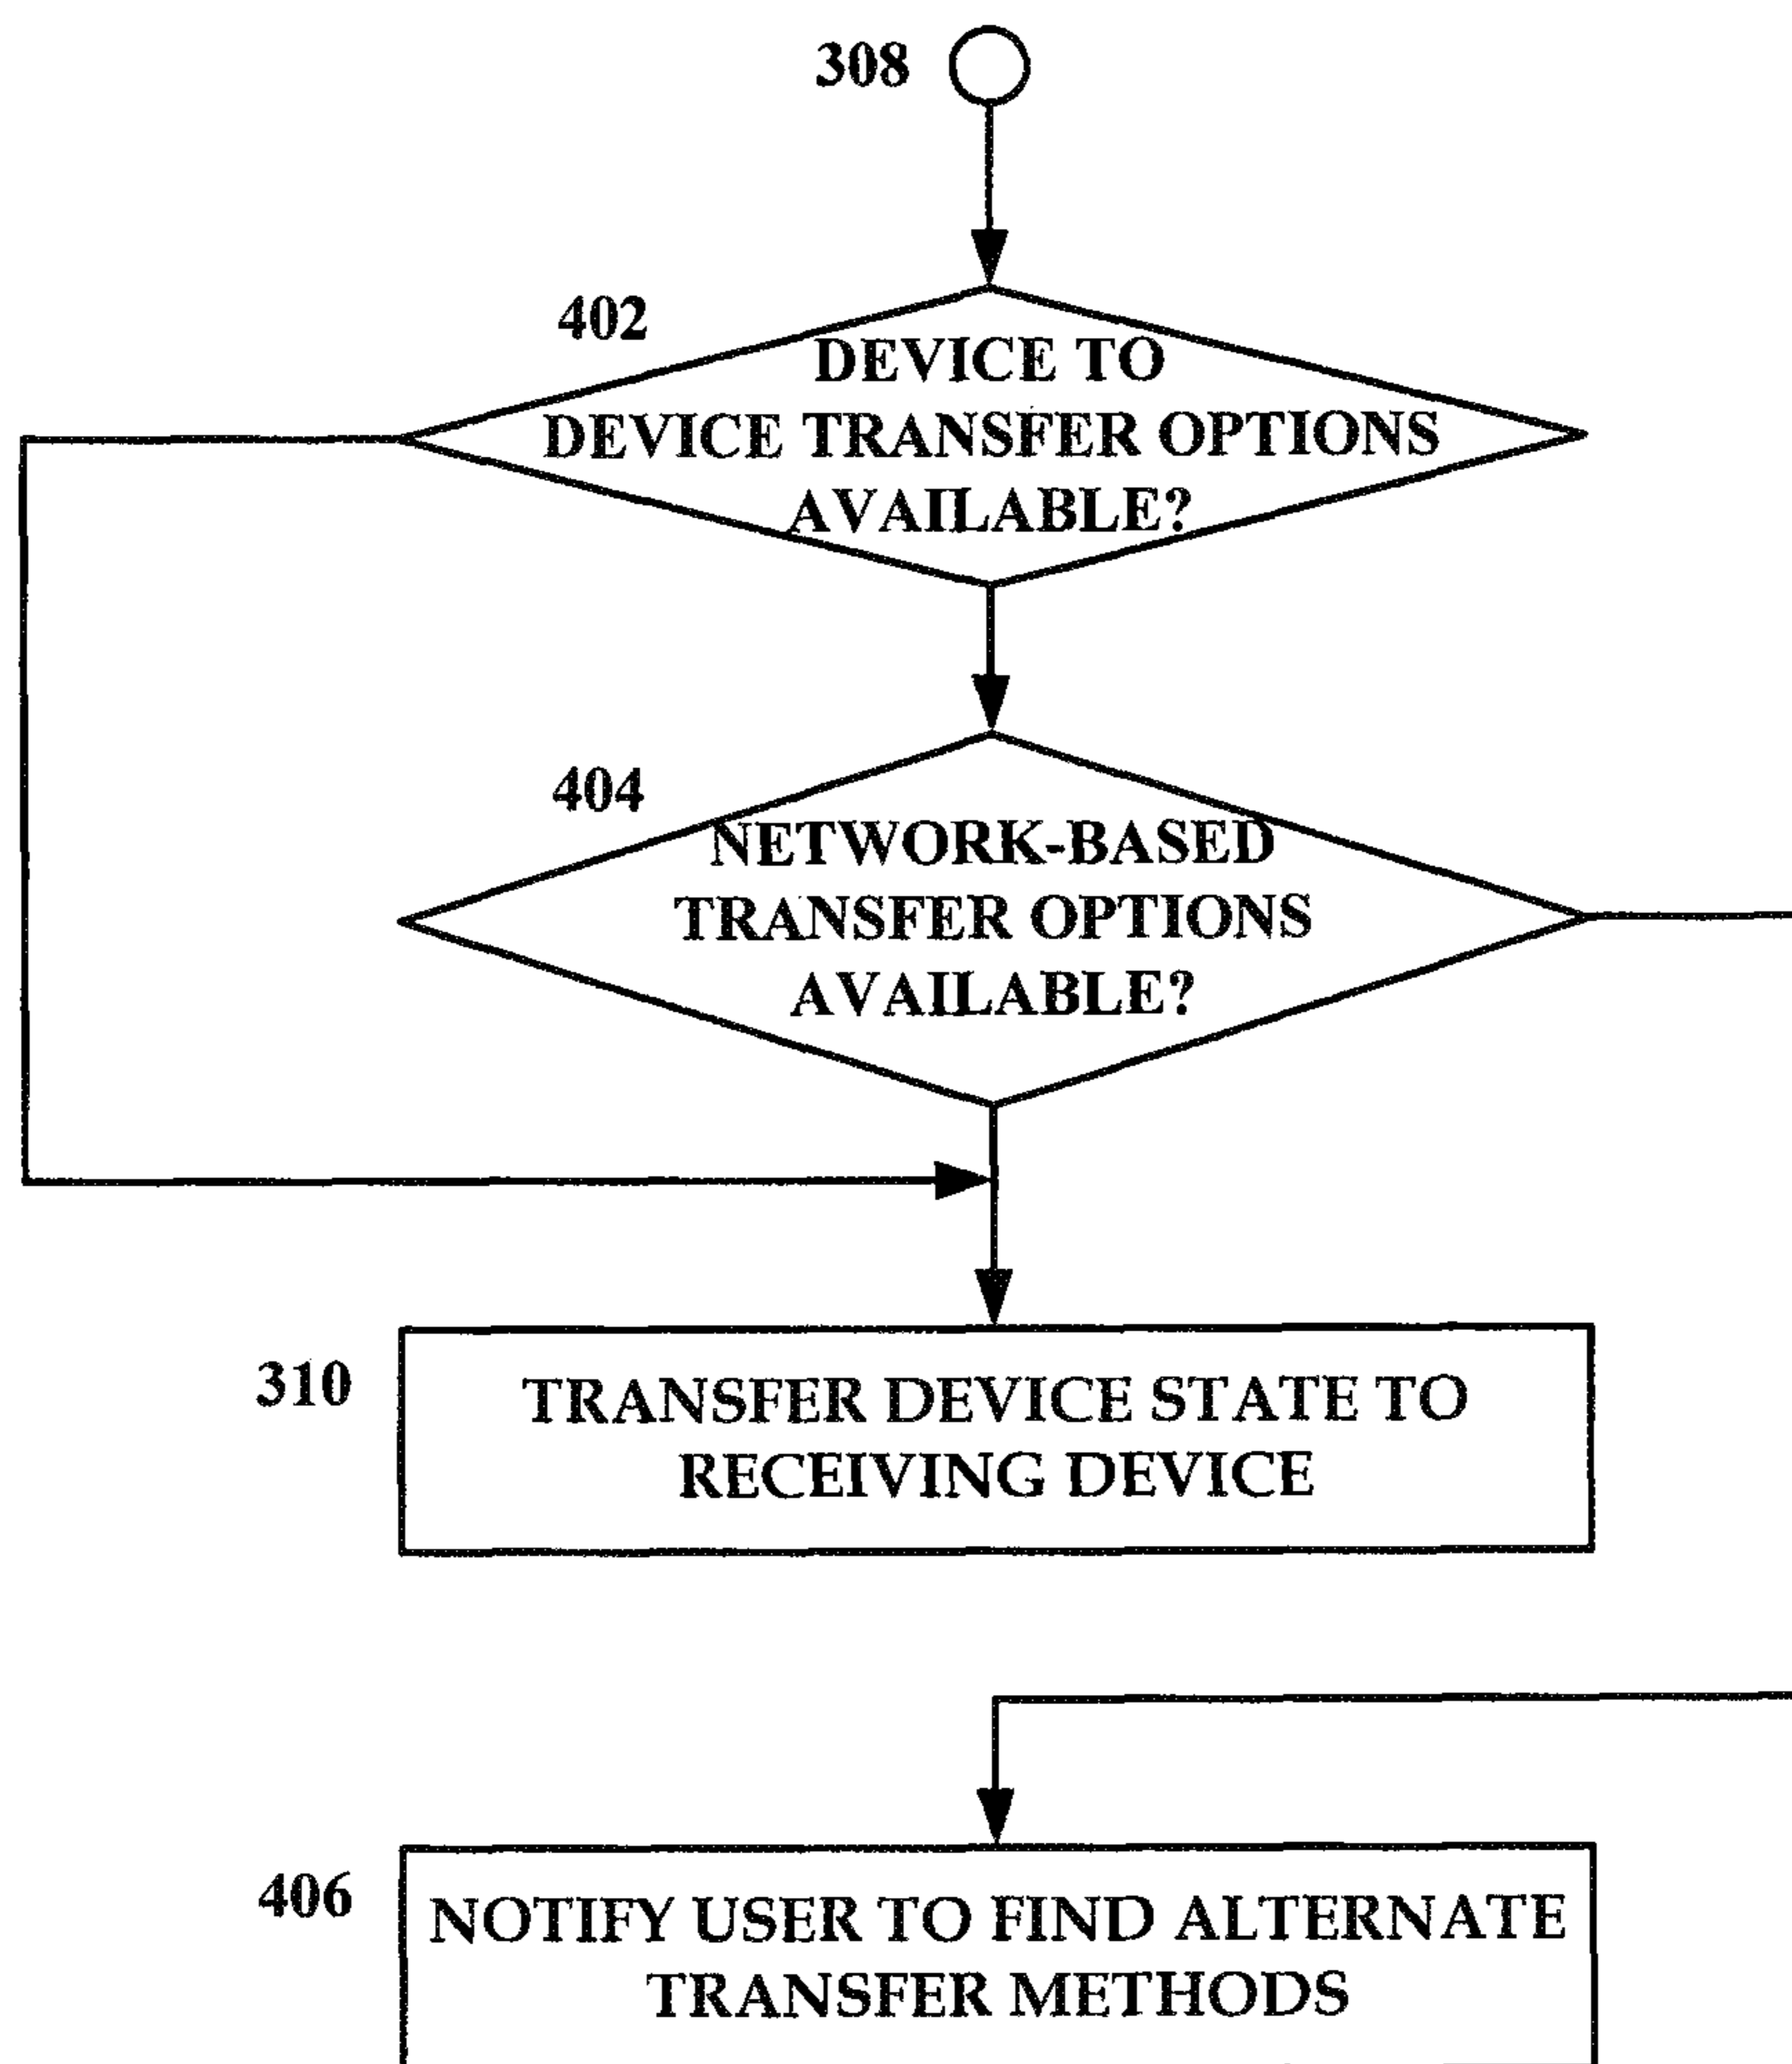 308
402
DEVICE TO
DEVICE TRANSFER OPTIONS
AVAILABLE?
404
NETWORK-BASED
TRANSFER OPTIONS
AVAILABLE?
310
TRANSFER DEVICE STATE TO
RECEIVING DEVICE
406
NOTIFY USER TO FIND ALTERNATE
TRANSFER METHODS